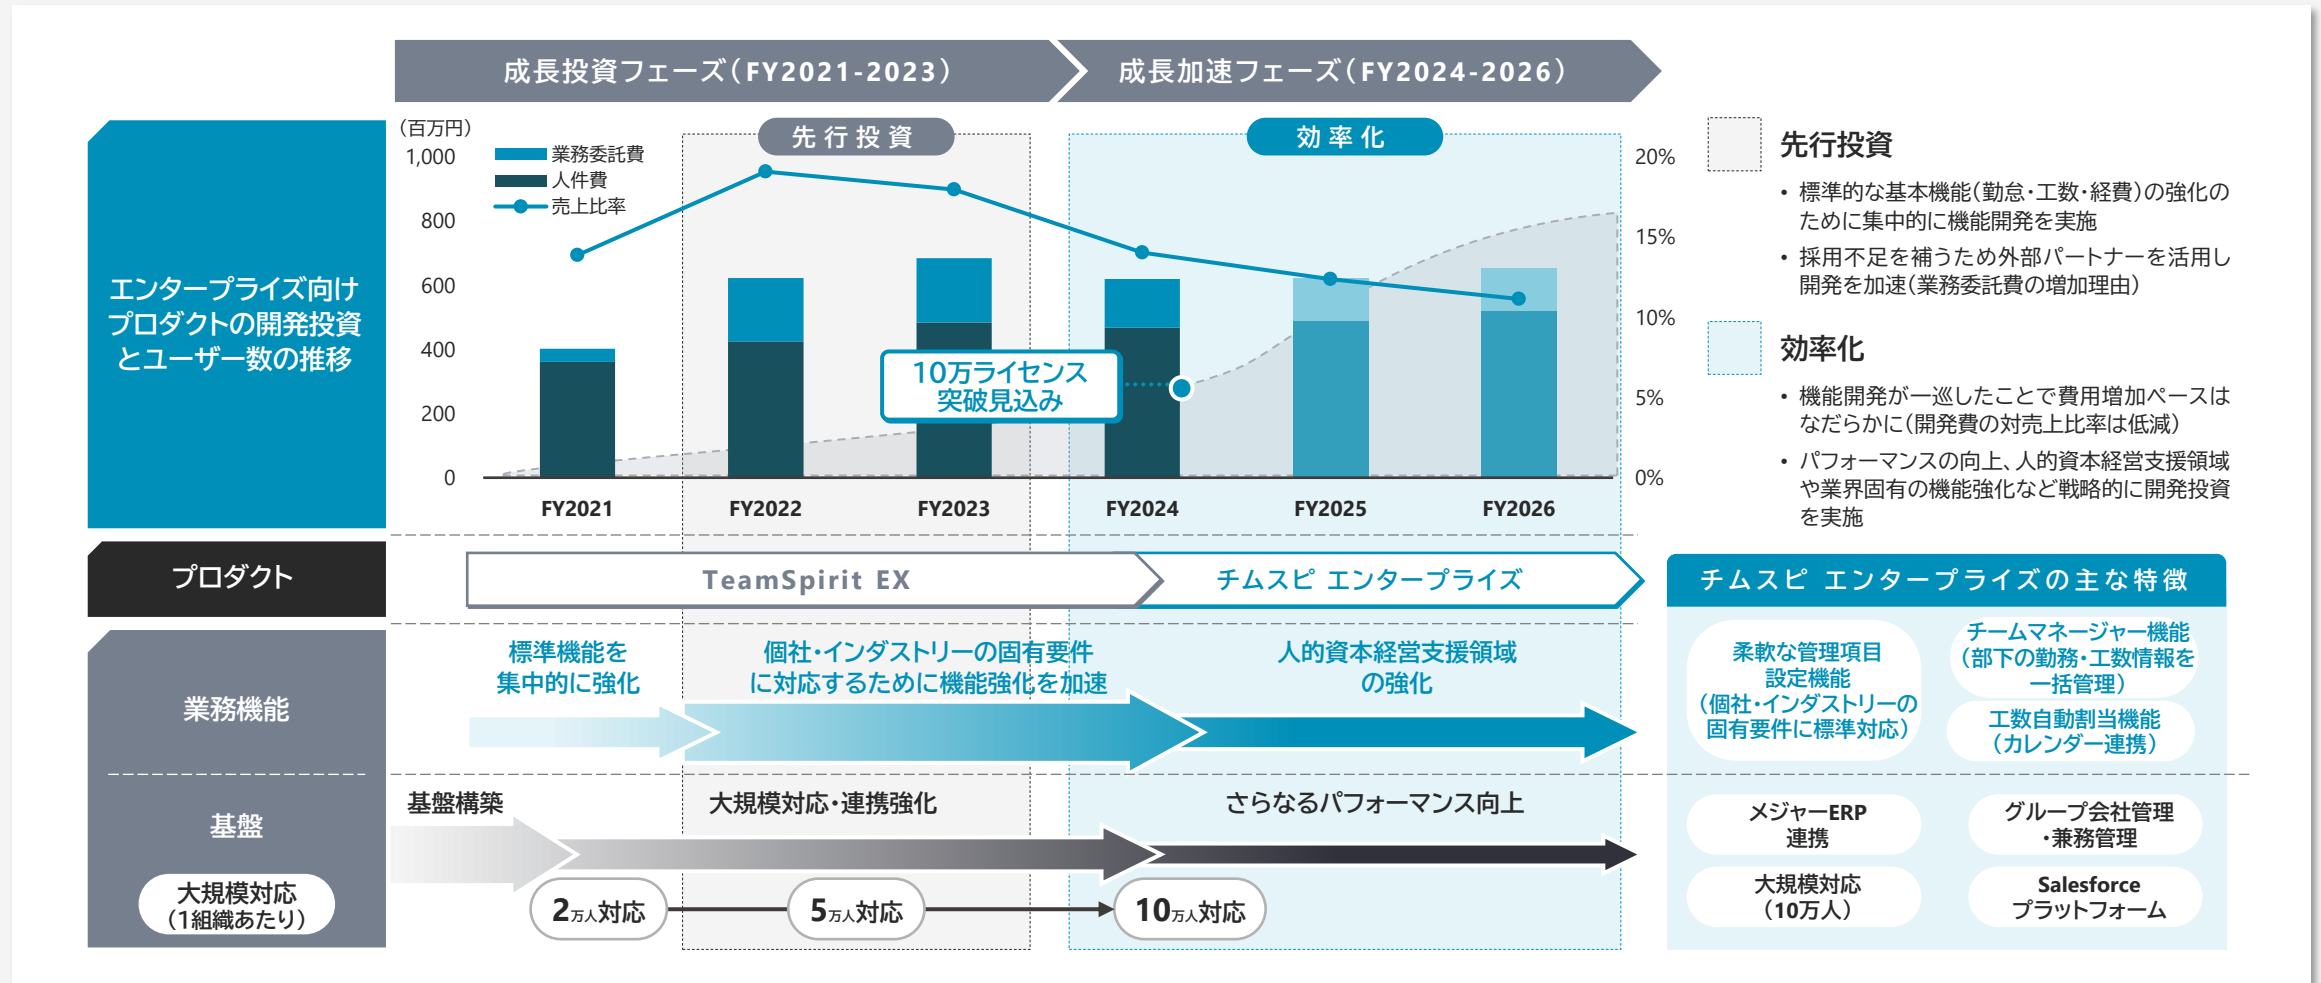 成長投資フェーズ（FY2021-2023）
成長加速フェーズ（FY2024-2026）
エンタープライズ向け
プロダクトの開発投資
とユーザー数の推移
（百万円）
1,000
800
600
400
200
0
業務委託費
人件費
売上比率
先行投資
効率化
20%
15%
10%
5%
0%
10万ライセンス
突破見込み
FY2021
FY2022
FY2023
FY2024
FY2025
FY2026
先行投資
• 標準的な基本機能（勤怠・工数・経費）の強化の
ために集中的に機能開発を実施
• 採用不足を補うため外部パートナーを活用し
開発を加速（業務委託費の増加理由）
効率化
• 機能開発が一巡したことで費用増加ペースは
なだらかに（開発費の対売上比率は低減）
• パフォーマンスの向上、人的資本経営支援領域
や業界固有の機能強化など戦略的に開発投資
を実施
プロダクト
TeamSpirit EX
チムスピ エンタープライズ
業務機能
標準機能を
集中的に強化
個社・インダストリーの固有要件
に対応するために機能強化を加速
人的資本経営支援領域
の強化
基盤
大規模対応
（1組織あたり）
基盤構築
大規模対応・連携強化
さらなるパフォーマンス向上
2万人対応
5万人対応
10万人対応
チムスピ エンタープライズの主な特徴
柔軟な管理項目
設定機能
（個社・インダストリーの
固有要件に標準対応）
チームマネージャー機能
（部下の勤務・工数情報を
一括管理）
工数自動割当機能
（カレンダー連携）
メジャーERP
連携
グループ会社管理
・兼務管理
大規模対応
（10万人）
Salesforce
プラットフォーム